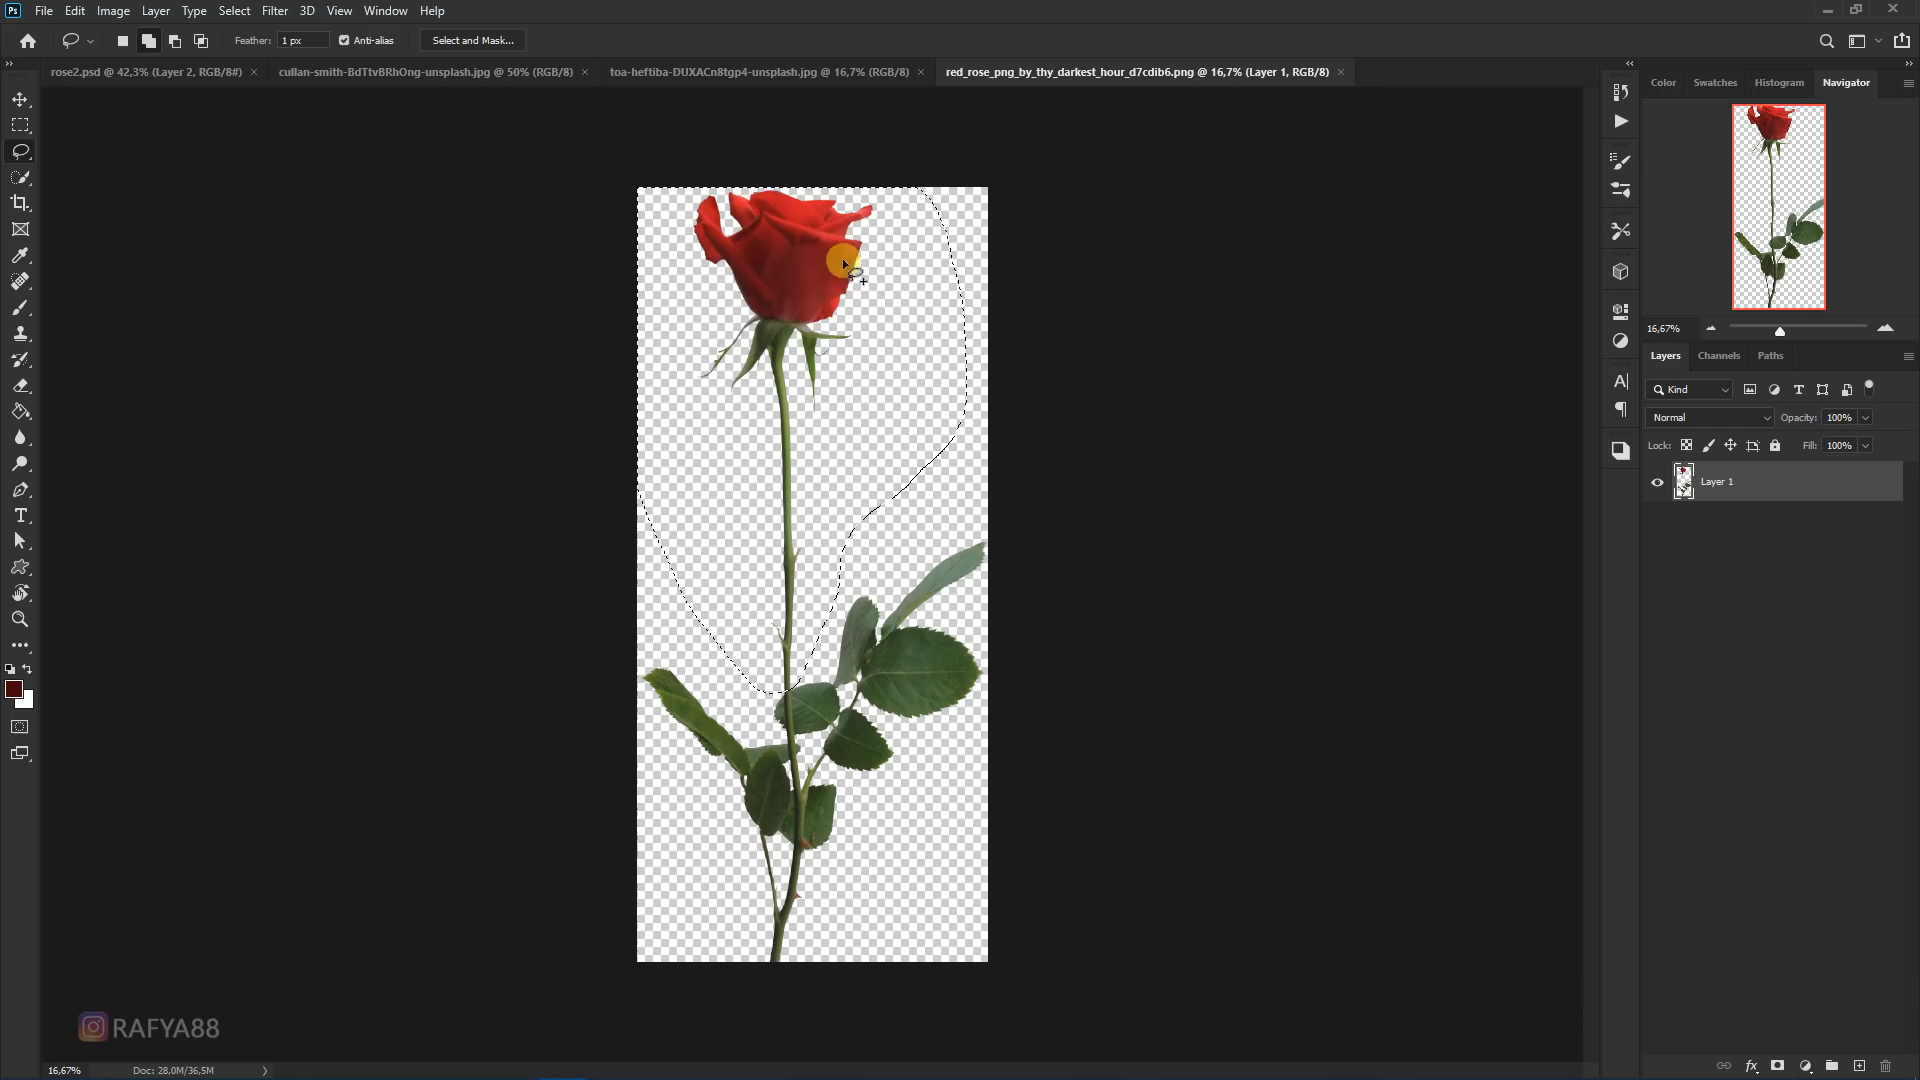 Ps File Edit Image Layer Type Select Filter 3D View Window Help
Feather: 1 px Anti-alias Select and Mask...
rose2.psd @ 42,3% (Layer 2, RGB/8#) × cullan-smith-BdTtvBRhOng-unsplash.jpg @ 50% (RGB/8) × toa-heftiba-DUXACn8tgp4-unsplash.jpg @ 16,7% (RGB/8) × red_rose_png_by_thy_darkest_hour_d7cdib6.png @ 16,7% (Layer 1, RGB/8) ×
Color Swatches Histogram Navigator
16,67%
Layers Channels Paths
Kind
Normal Opacity: 100%
Lock: Fill: 100%
Layer 1
RAFYA88
16,67% Doc: 28,0M/36,5M